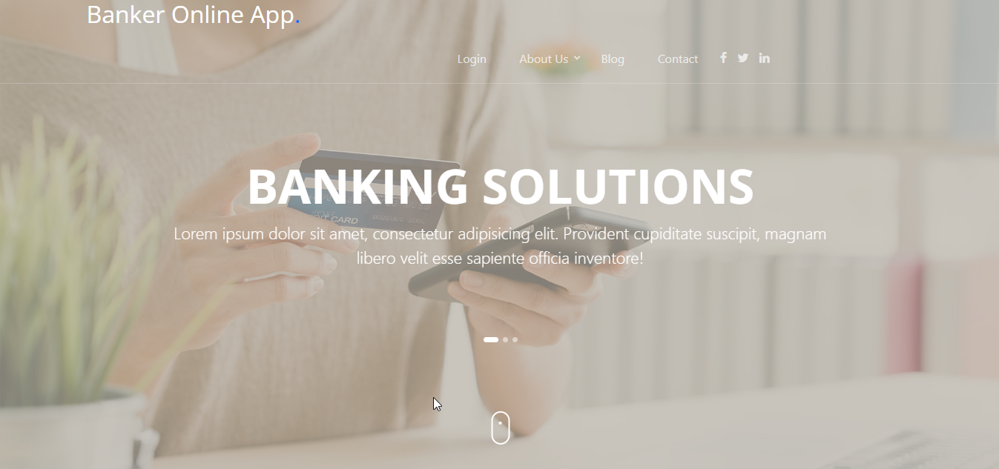 Banker Online App.
Login About Us Blog Contact
BANKING SOLUTIONS
Lorem ipsum dolor sit amet, consectetur adipisicing elit. Provident cupiditate suscipit, magnam
libero velit esse sapiente officia inventore!
CARD